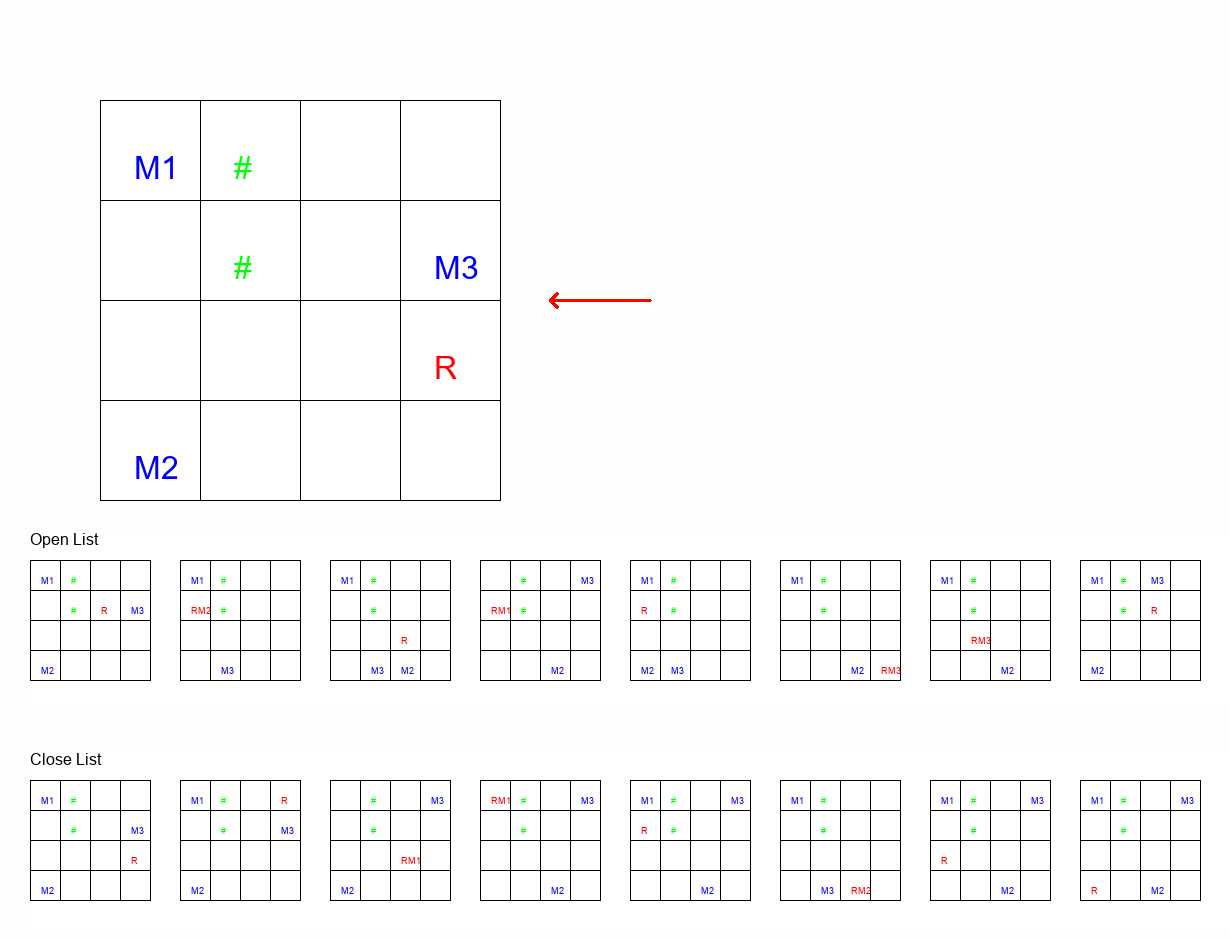 M1 #
# M3
R
M2
Open List
M1 # M1 # M1 # # M3 M1 # M1 # M1 # M1 # M3
# R M3 RM2 # # RM1 # R # # # # R
R RM3
M2 M3 M3 M2 M2 M2 M3 M2 RM3 M2 M2
Close List
M1 # M1 # R # M3 RM1 # M3 M1 # M3 M1 # M1 # M3 M1 # M3
# M3 # M3 # # R # # # #
R RM1 R
M2 M2 M2 M2 M2 M3 RM2 M2 R M2